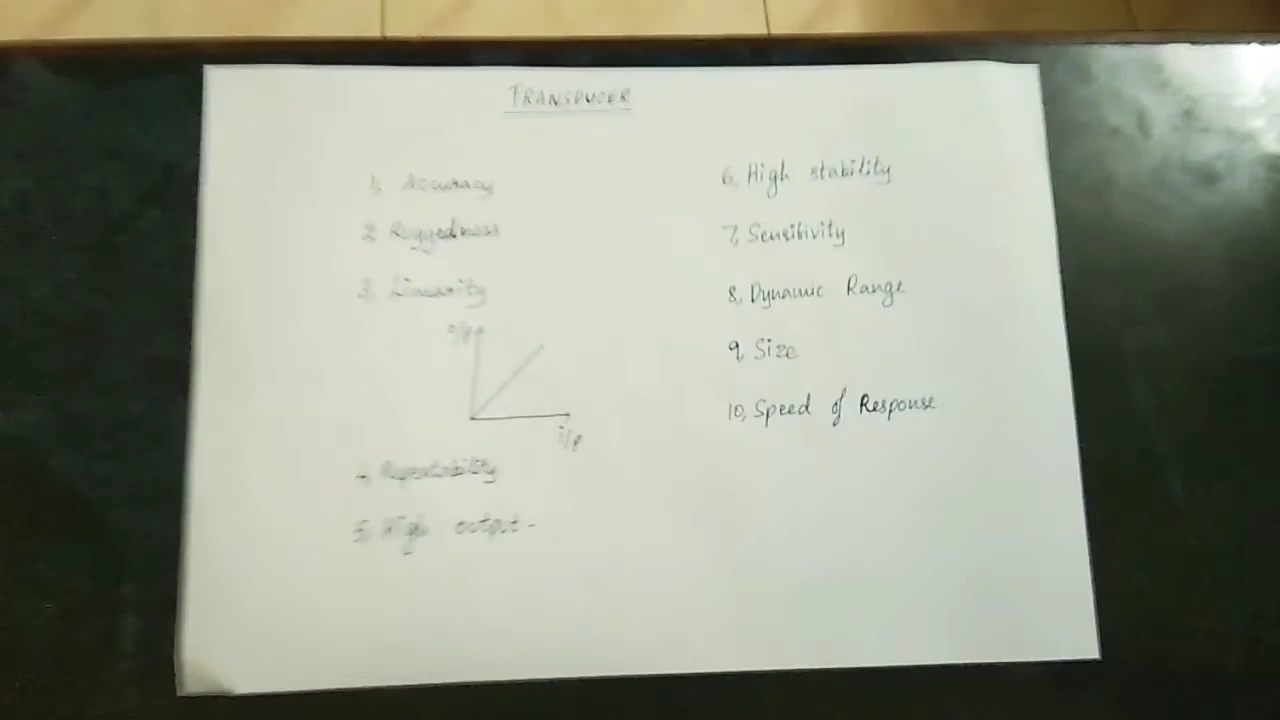 TRANSDUCER
1, Accuracy
2, Ruggedness
3, Linearity
o/p
i/p
4, Repeatability
5, High output -
6, High stability
7, Sensitivity
8, Dynamic Range
9, Size
10, Speed of Response